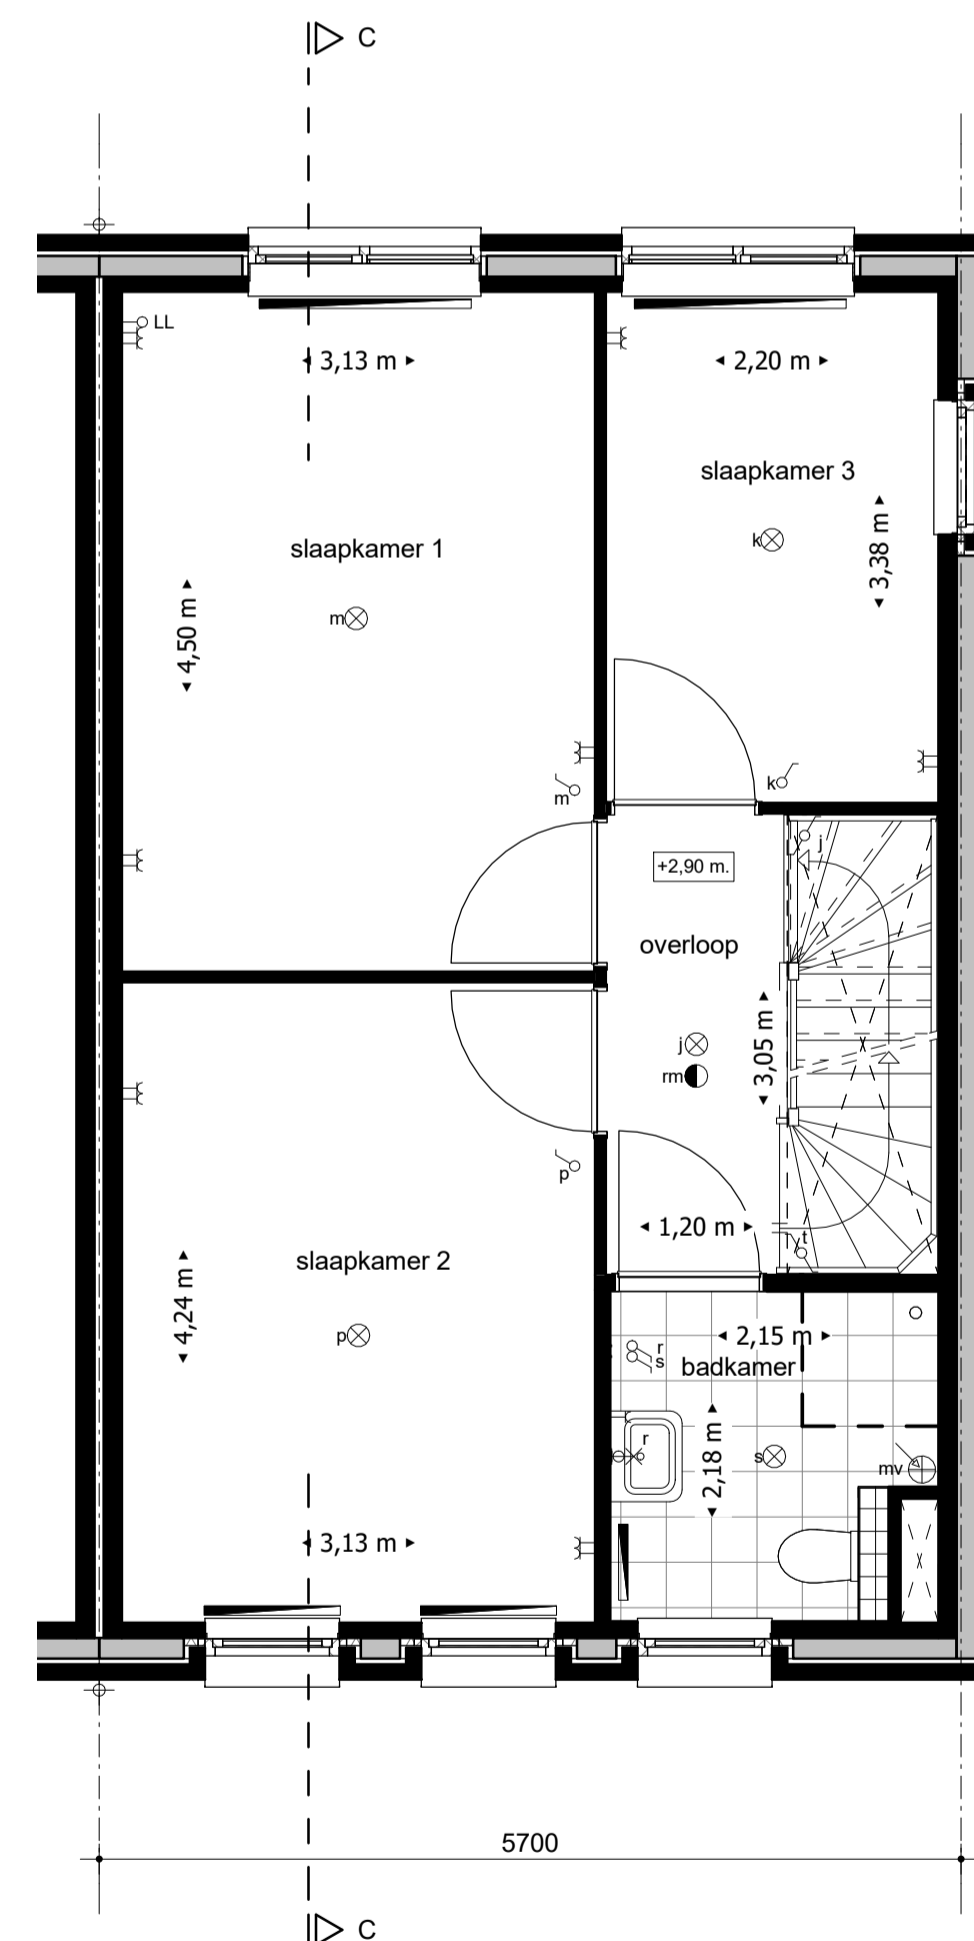 C
LL
3,13 m
2,20 m
slaapkamer 3
k
3,38 m
slaapkamer 1
m
4,50 m
m
k
j
+2,90 m.
overloop
j
3,05 m
rm
p
1,20 m
t
slaapkamer 2
4,24 m
p
2,15 m
r
s
badkamer
r
2,18 m
s
mv
3,13 m
5700
C